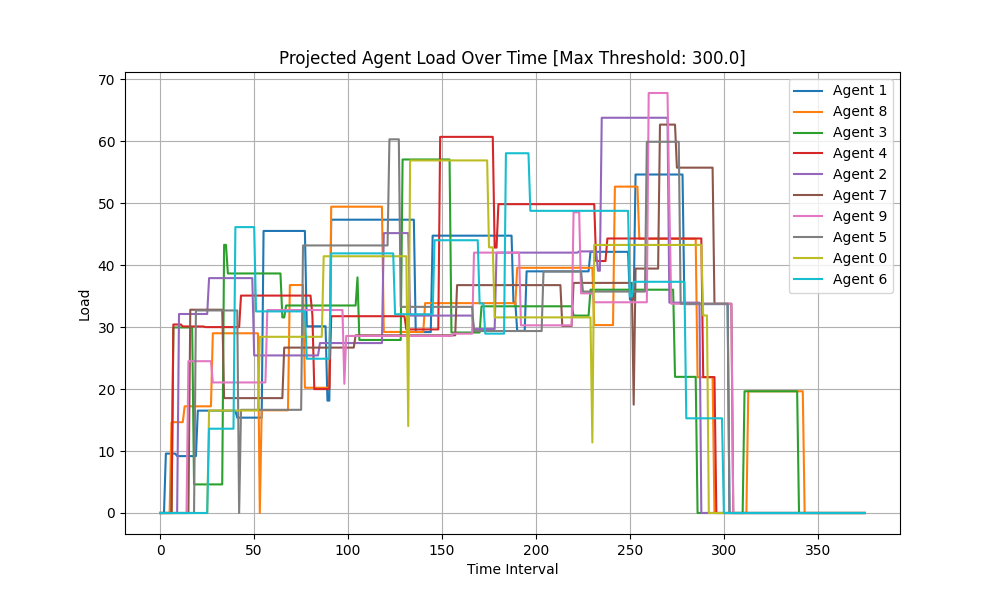 Projected Agent Load Over Time [Max Threshold: 300.0]
Load
70
60
50
40
30
20
10
0
Agent 1
Agent 8
Agent 3
Agent 4
Agent 2
Agent 7
Agent 9
Agent 5
Agent 0
Agent 6
0 50 100 150 200 250 300 350
Time Interval